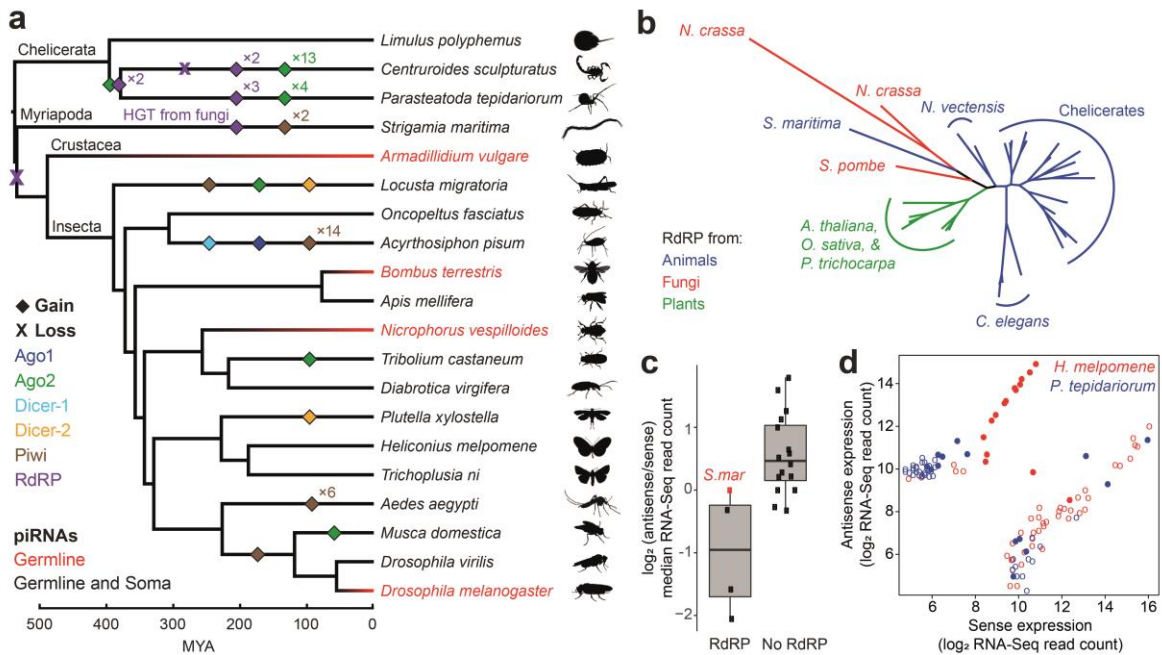 a
Chelicerata
Limulus polyphemus
×2
×13
Centruroides sculpturatus
×2
×3
×4
Parasteatoda tepidariorum
Myriapoda
HGT from fungi
×2
Strigamia maritima
Crustacea
Armadillidium vulgare
Locusta migratoria
Insecta
Oncopeltus fasciatus
×14
Acyrthosiphon pisum
Bombus terrestris
Apis mellifera
Nicrophorus vespilloides
Tribolium castaneum
Diabrotica virgifera
Plutella xylostella
Heliconius melpomene
Trichoplusia ni
×6
Aedes aegypti
Musca domestica
Drosophila virilis
Drosophila melanogaster
Gain
X Loss
Ago1
Ago2
Dicer-1
Dicer-2
Piwi
RdRP
piRNAs
Germline
Germline and Soma
500 400 300 200 100 0
MYA
b
N. crassa
N. crassa
N. vectensis
Chelicerates
S. maritima
S. pombe
A. thaliana,
O. sativa, &
P. trichocarpa
C. elegans
RdRP from:
Animals
Fungi
Plants
c
log₂ (antisense/sense)
median RNA-Seq read count
1
0
−1
−2
S.mar
RdRP No RdRP
d
H. melpomene
P. tepidariorum
Antisense expression
(log₂ RNA-Seq read count)
14
12
10
8
6
6 8 10 12 14 16
Sense expression
(log₂ RNA-Seq read count)